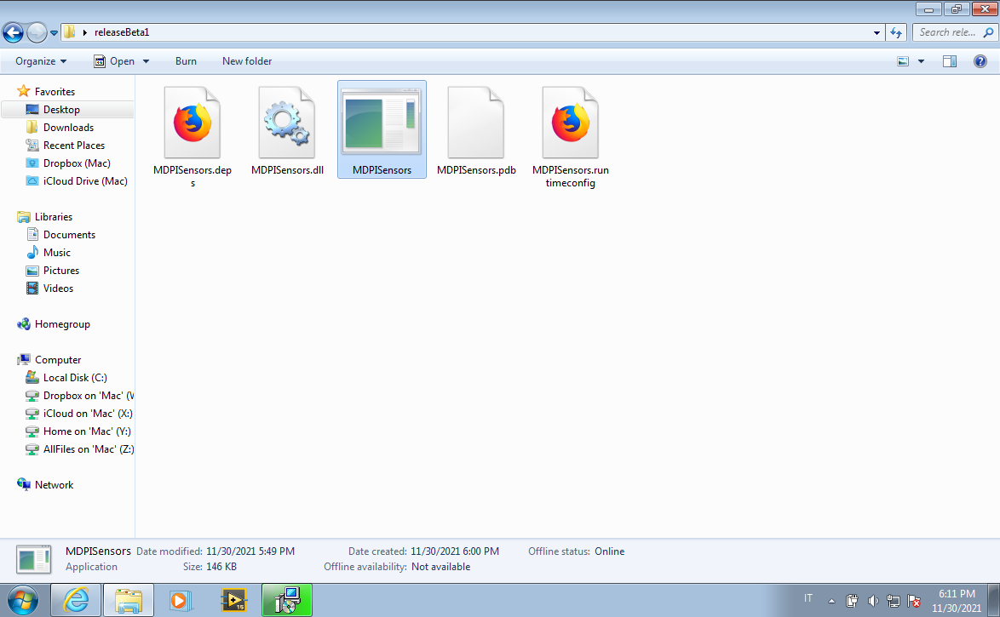 releaseBeta1
Search rele...
Organize
Open
Burn
New folder
Favorites
Desktop
Downloads
Recent Places
Dropbox (Mac)
iCloud Drive (Mac)
Libraries
Documents
Music
Pictures
Videos
Homegroup
Computer
Local Disk (C:)
Dropbox on 'Mac' (W
iCloud on 'Mac' (X:)
Home on 'Mac' (Y:)
AllFiles on 'Mac' (Z:)
Network
MDPISensors.dep
s
MDPISensors.dll
MDPISensors
MDPISensors.pdb
MDPISensors.run
timeconfig
MDPISensors Date modified: 11/30/2021 5:49 PM Date created: 11/30/2021 6:00 PM Offline status: Online
Application Size: 146 KB Offline availability: Not available
15
IT
6:11 PM
11/30/2021